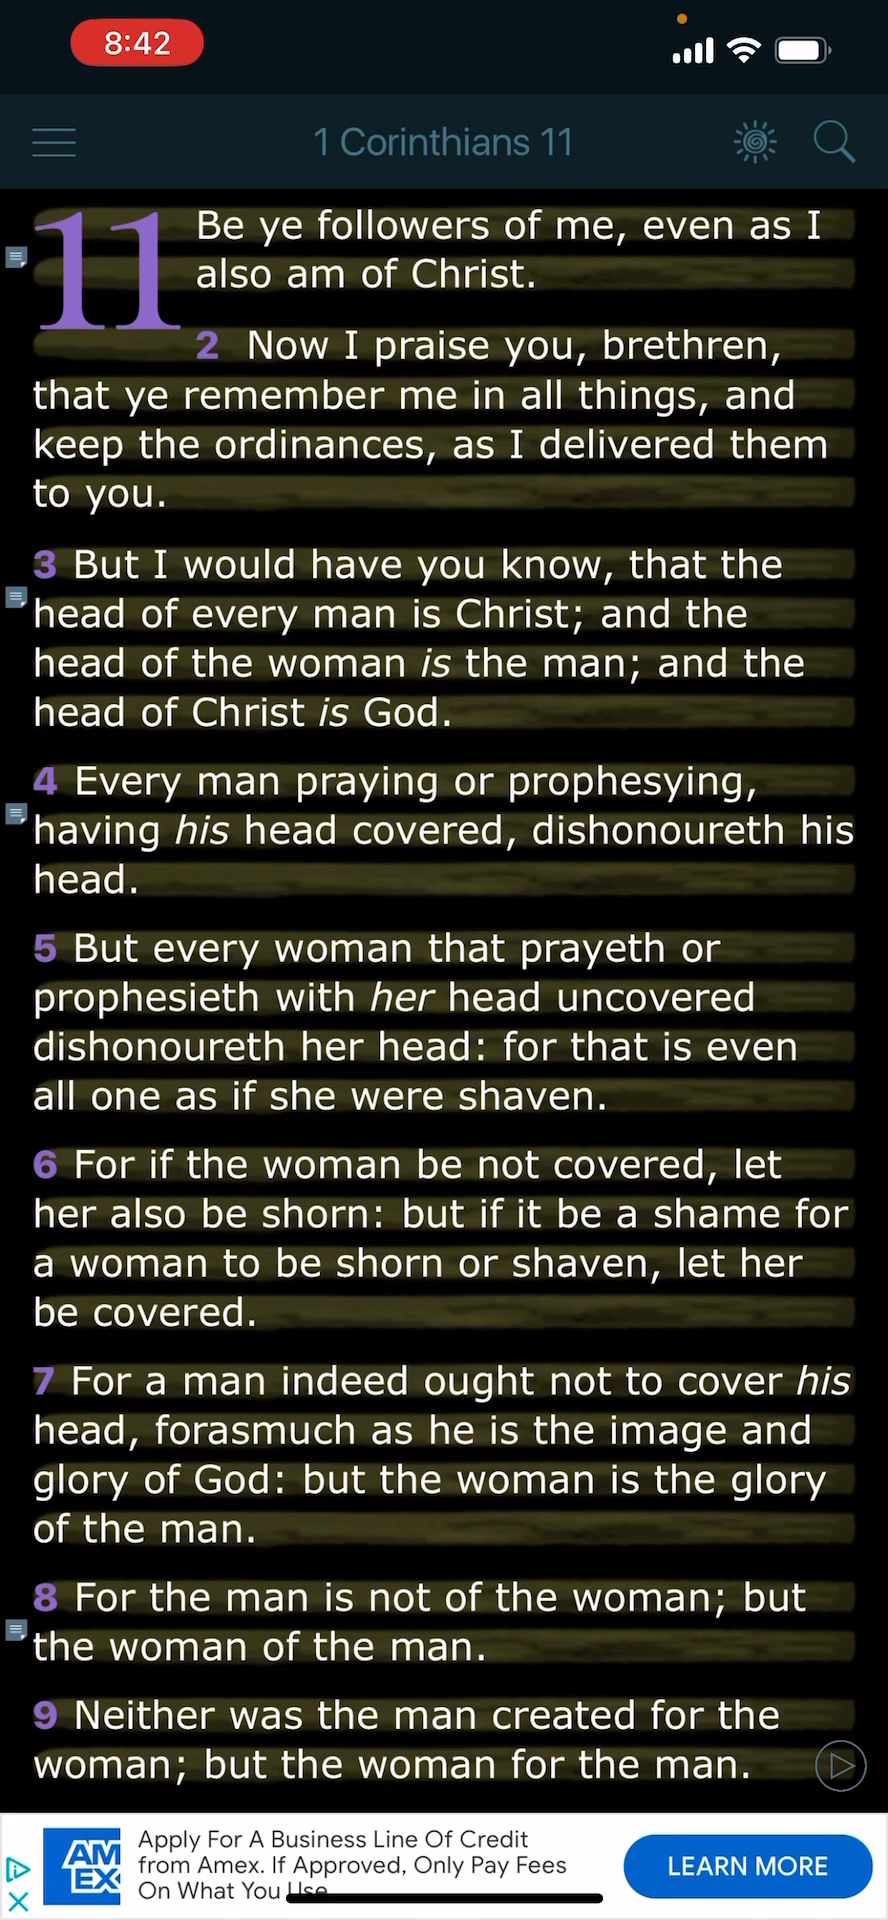 8:42
1 Corinthians 11
11 Be ye followers of me, even as I
also am of Christ.
2 Now I praise you, brethren,
that ye remember me in all things, and
keep the ordinances, as I delivered them
to you.
3 But I would have you know, that the
head of every man is Christ; and the
head of the woman is the man; and the
head of Christ is God.
4 Every man praying or prophesying,
having his head covered, dishonoureth his
head.
5 But every woman that prayeth or
prophesieth with her head uncovered
dishonoureth her head: for that is even
all one as if she were shaven.
6 For if the woman be not covered, let
her also be shorn: but if it be a shame for
a woman to be shorn or shaven, let her
be covered.
7 For a man indeed ought not to cover his
head, forasmuch as he is the image and
glory of God: but the woman is the glory
of the man.
8 For the man is not of the woman; but
the woman of the man.
9 Neither was the man created for the
woman; but the woman for the man.
AM
EX
Apply For A Business Line Of Credit
from Amex. If Approved, Only Pay Fees
On What You Use
LEARN MORE